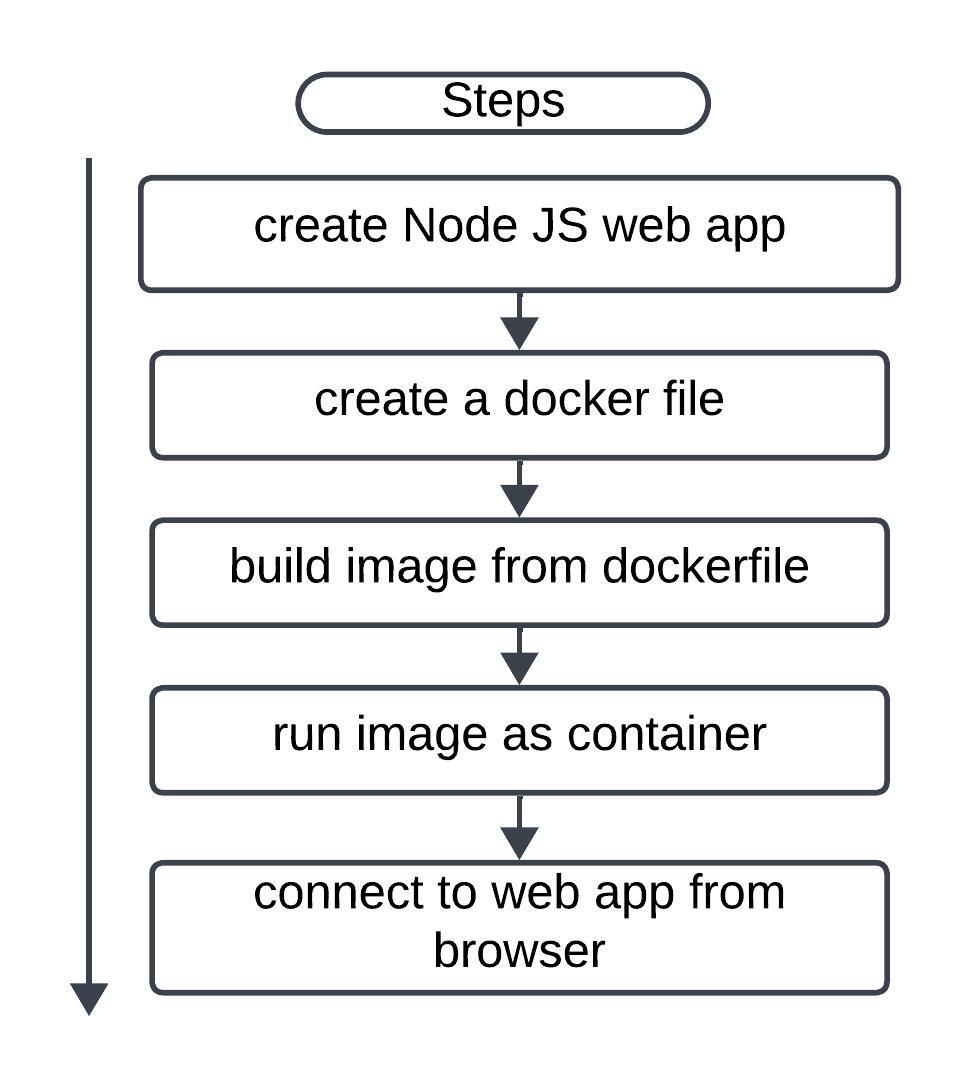 Steps
create Node JS web app
create a docker file
build image from dockerfile
run image as container
connect to web app from
browser